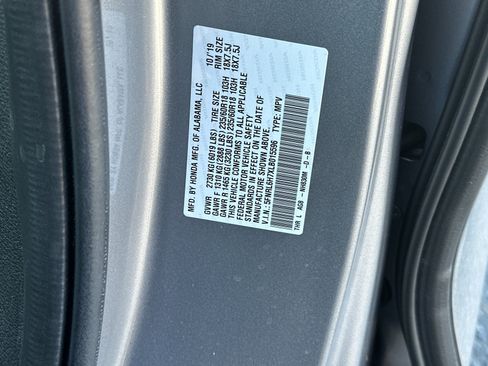 MFD. BY HONDA MFG. OF ALABAMA, LLC 10/19
GVWR 2730 KG(6019 LBS) TIRE SIZE RIM SIZE
GAWR F 1310 KG(2888 LBS) 235/60R18 103H 18X7.5J
GAWR R 1465 KG(3230 LBS) 235/60R18 103H 18X7.5J
THIS VEHICLE CONFORMS TO ALL APPLICABLE
FEDERAL MOTOR VEHICLE SAFETY
STANDARDS IN EFFECT ON THE DATE OF
MANUFACTURE SHOWN ABOVE.
V.I.N.: 5FNRL6H7XLB015596 TYPE: MPV
THR L AGB - NH830M -D -B